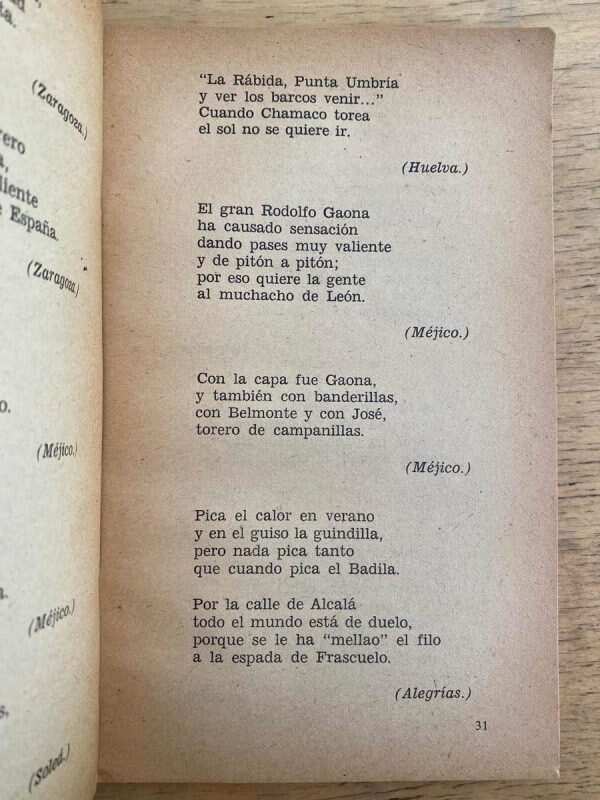 ta.
(Zaragoza.)
rero
a,
liente
e España.
(Zaragoza.)
o.
(Méjico.)
a.
(Méjico.)
s.
(Soleá.)
“La Rábida, Punta Umbría
y ver los barcos venir...”
Cuando Chamaco torea
el sol no se quiere ir.
(Huelva.)
El gran Rodolfo Gaona
ha causado sensación
dando pases muy valiente
y de pitón a pitón;
por eso quiere la gente
al muchacho de León.
(Méjico.)
Con la capa fue Gaona,
y también con banderillas,
con Belmonte y con José,
torero de campanillas.
(Méjico.)
Pica el calor en verano
y en el guiso la guindilla,
pero nada pica tanto
que cuando pica el Badila.
Por la calle de Alcalá
todo el mundo está de duelo,
porque se le ha “mellao” el filo
a la espada de Frascuelo.
(Alegrías.)
31